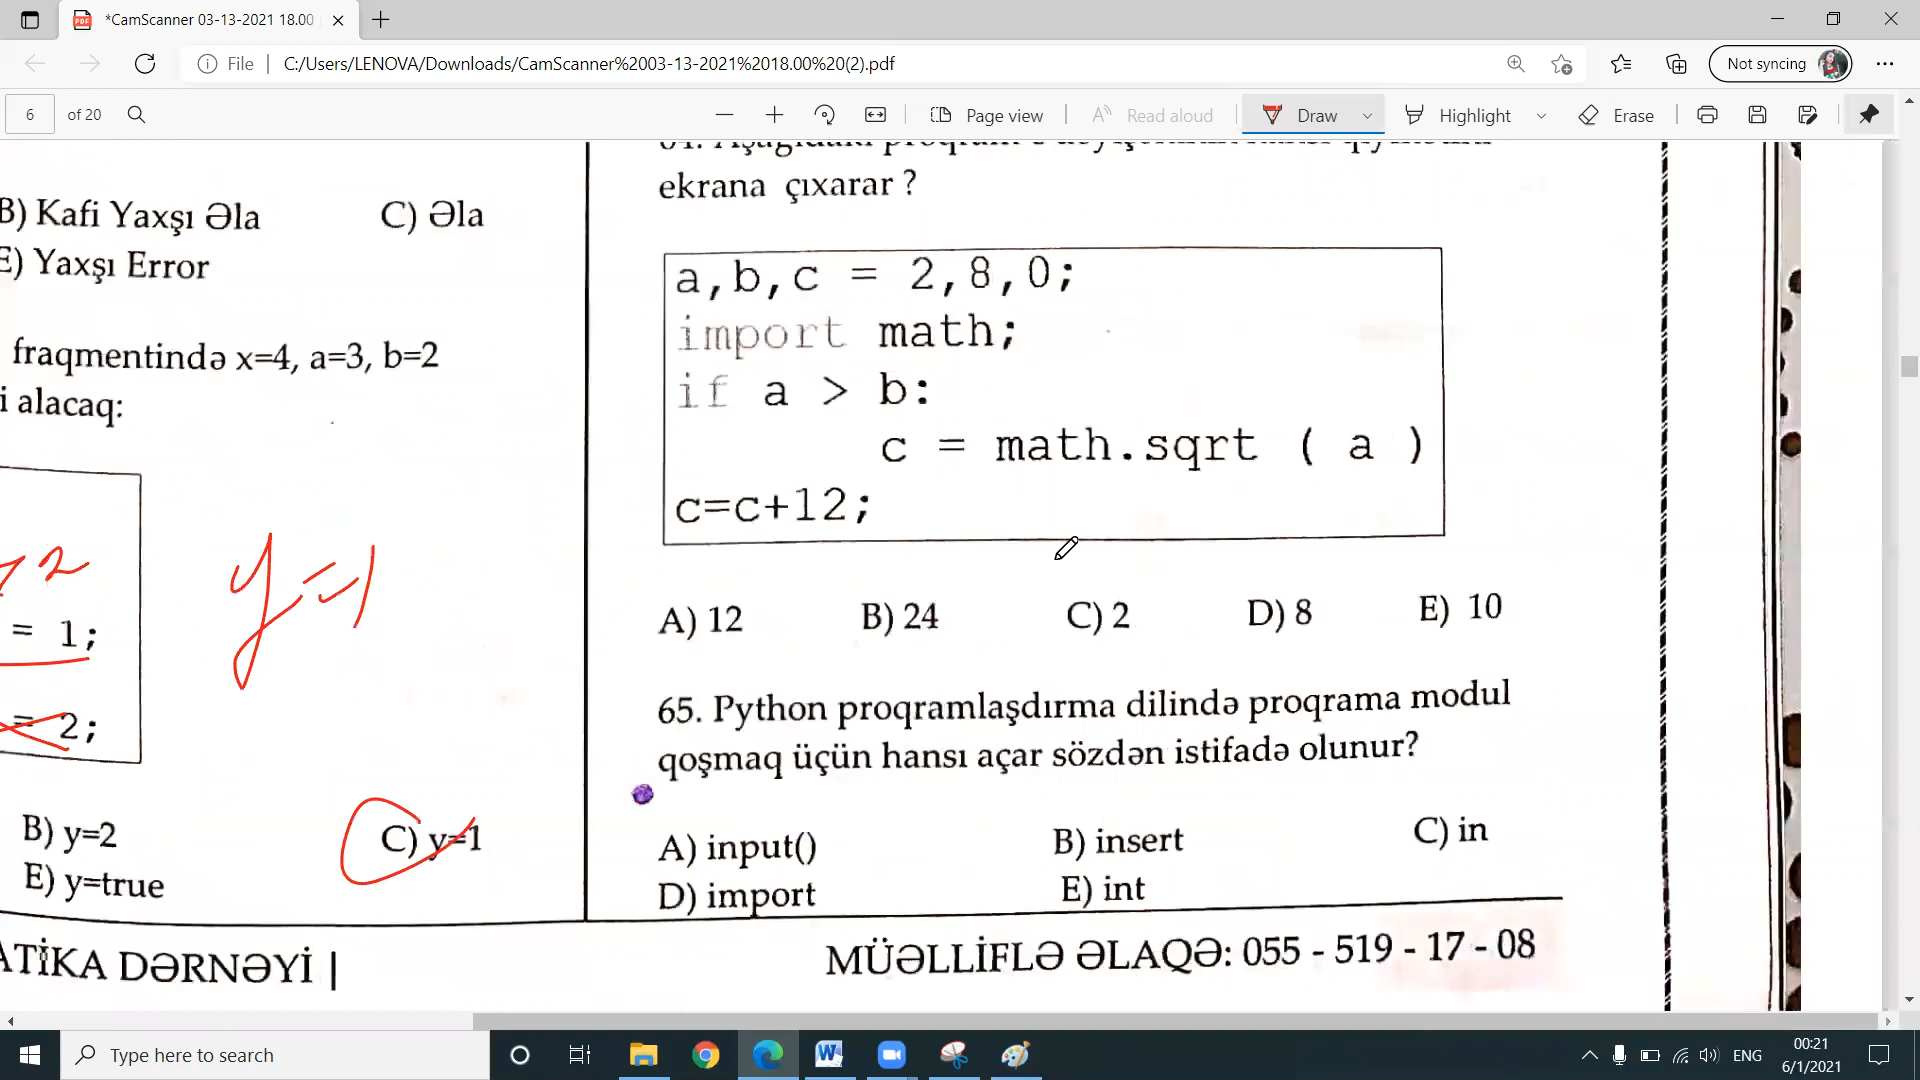 *CamScanner 03-13-2021 18.00
File
C:/Users/LENOVA/Downloads/CamScanner%2003-13-2021%2018.00%20(2).pdf
Not syncing
6 of 20
Page view
Read aloud
Draw
Highlight
Erase
B) Kafi Yaxşı Əla C) Əla
E) Yaxşı Error
fraqmentində x=4, a=3, b=2
i alacaq:
2
= 1;
y=1
= 2;
B) y=2 C) y=1
E) y=true
ekrana çıxarar ?
a,b,c = 2,8,0;
import math;
if a > b:
c = math.sqrt ( a )
c=c+12;
A) 12 B) 24 C) 2 D) 8 E) 10
65. Python proqramlaşdırma dilində proqrama modul
qoşmaq üçün hansı açar sözdən istifadə olunur?
A) input() B) insert C) in
D) import E) int
ATİKA DƏRNƏYİ |
MÜƏLLİFLƏ ƏLAQƏ: 055 - 519 - 17 - 08
Type here to search
ENG
00:21
6/1/2021